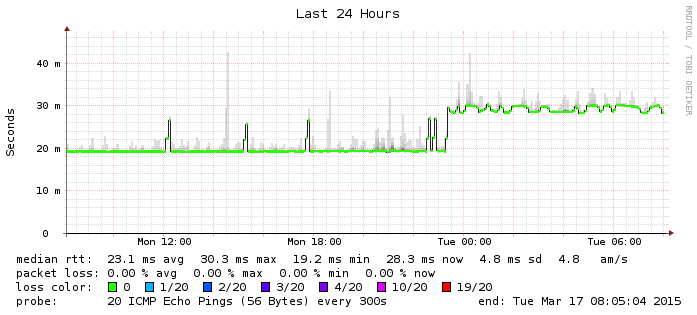 Last 24 Hours
RRDTOOL / TOBI OETIKER
Seconds
40 m
30 m
20 m
10 m
0
Mon 12:00 Mon 18:00 Tue 00:00 Tue 06:00
median rtt: 23.1 ms avg 30.3 ms max 19.2 ms min 28.3 ms now 4.8 ms sd 4.8 am/s
packet loss: 0.00 % avg 0.00 % max 0.00 % min 0.00 % now
loss color: 0 1/20 2/20 3/20 4/20 10/20 19/20
probe: 20 ICMP Echo Pings (56 Bytes) every 300s end: Tue Mar 17 08:05:04 2015